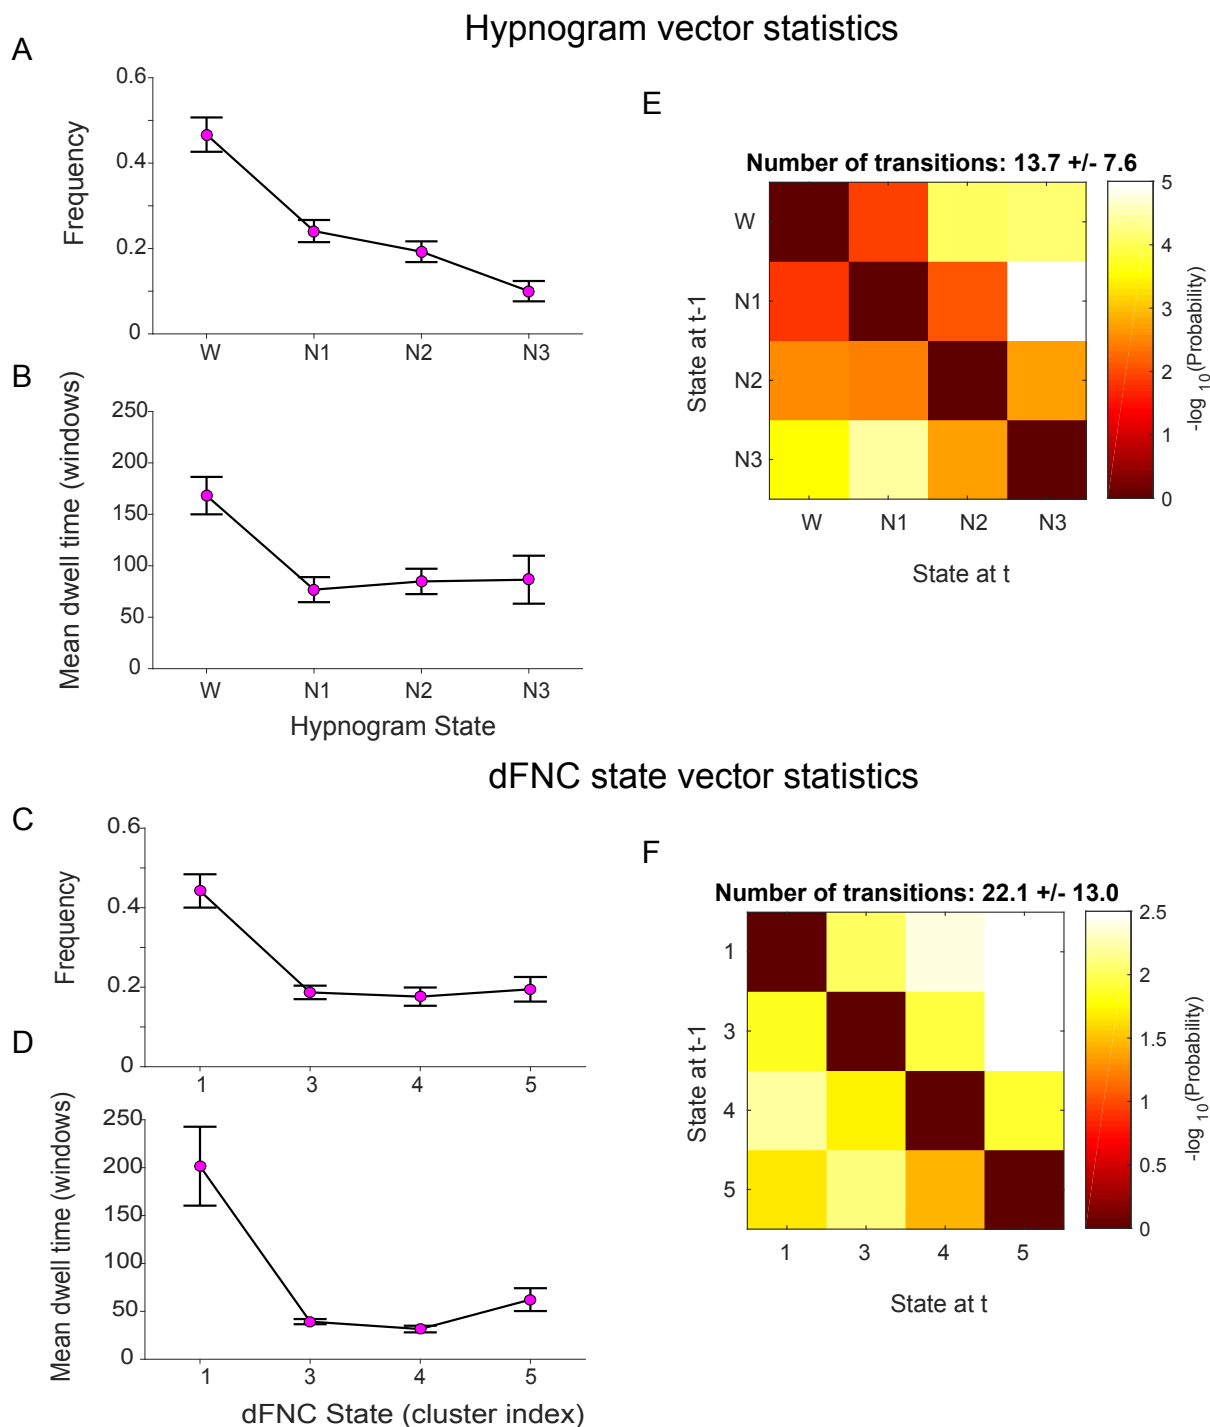 Hypnogram vector statistics
A
0.6
0.4
0.2
0
Frequency
W N1 N2 N3
B
250
200
150
100
50
0
Mean dwell time (windows)
W N1 N2 N3
Hypnogram State
E
Number of transitions: 13.7 +/- 7.6
W
N1
N2
N3
State at t-1
W N1 N2 N3
State at t
5
4
3
2
1
0
-log 10(Probability)
dFNC state vector statistics
C
0.6
0.4
0.2
0
Frequency
1 3 4 5
D
250
200
150
100
50
0
Mean dwell time (windows)
1 3 4 5
dFNC State (cluster index)
F
Number of transitions: 22.1 +/- 13.0
1
3
4
5
State at t-1
1 3 4 5
State at t
2.5
2
1.5
1
0.5
0
-log 10(Probability)